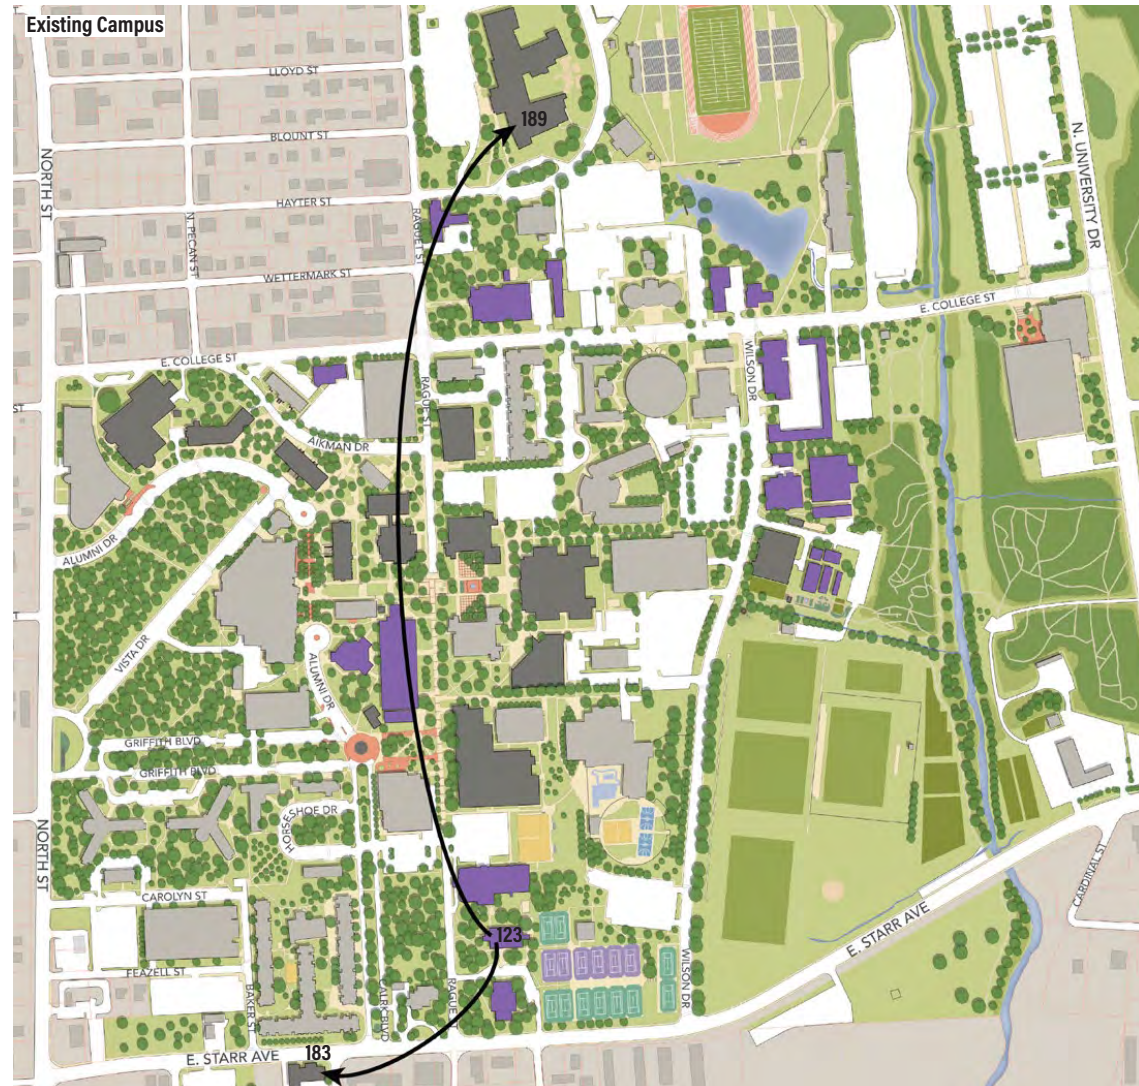 Existing Campus
LLOYD ST
BLOUNT ST
189
NORTH ST
N. UNIVERSITY DR
HAYTER ST
N. PECAN ST
RAGUET ST
WETTERMARK ST
E. COLLEGE ST
E. COLLEGE ST
WILSON DR
RAGUET ST
AIKMAN DR
ALUMNI DR
VISTA DR
ALUMNI DR
GRIFFITH BLVD
GRIFFITH BLVD
HORSESHOE DR
NORTH ST
CARDINAL ST
CAROLYN ST
E. STARR AVE
123
FEAZELL ST
WILSON DR
BAKER ST
E. STARR AVE
183